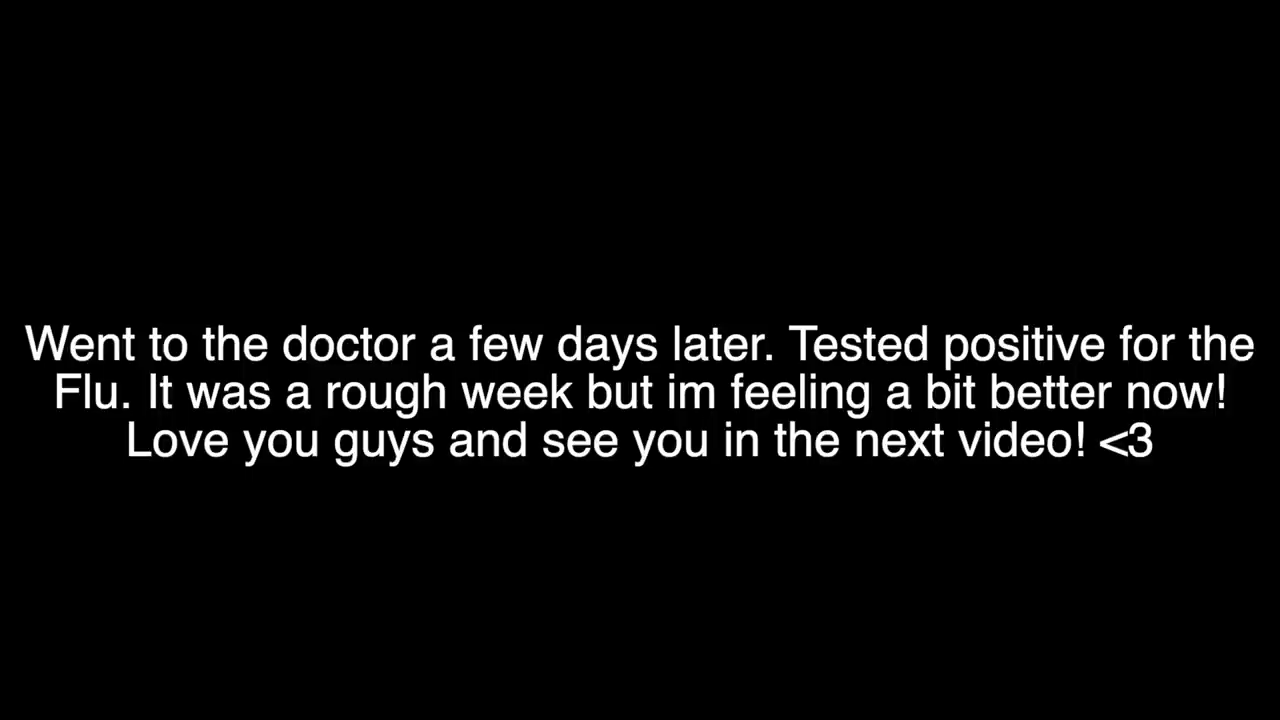 Went to the doctor a few days later. Tested positive for the
Flu. It was a rough week but im feeling a bit better now!
Love you guys and see you in the next video! <3